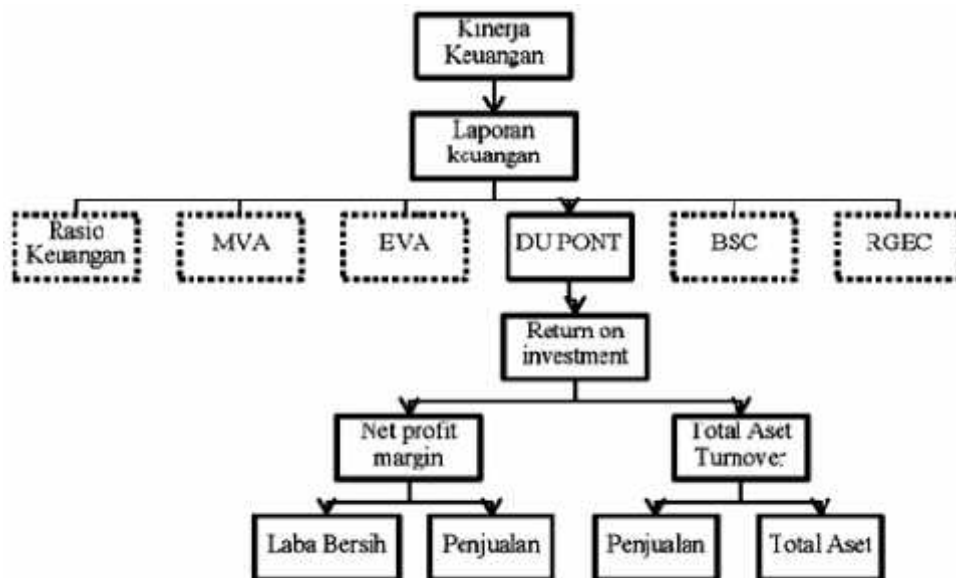 Kinerja
Keuangan
Laporan
keuangan
Rasio
Keuangan
MVA
EVA
DU PONT
BSC
RGEC
Return on
investment
Net profit
margin
Total Aset
Turnover
Laba Bersih
Penjualan
Penjualan
Total Aset